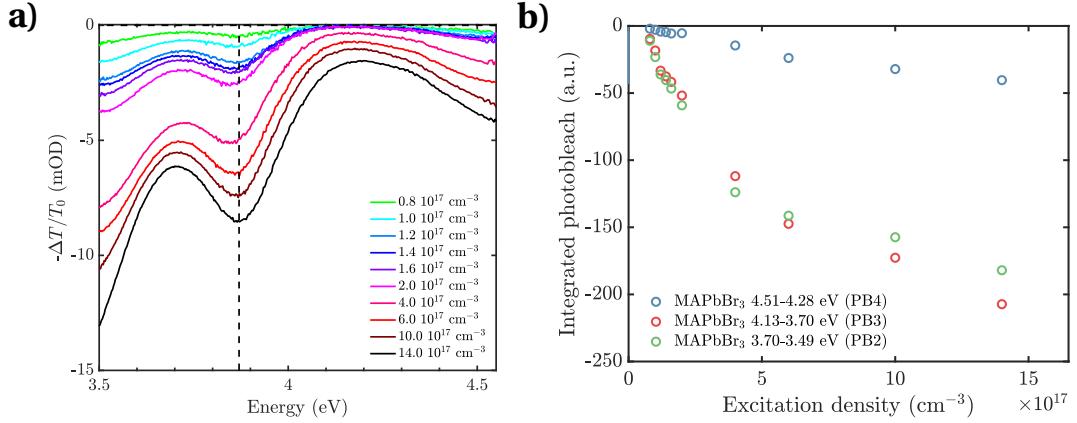 a)
0
-5
-10
-15
-ΔT/T₀ (mOD)
3.5 4 4.5
Energy (eV)
0.8 10¹⁷ cm⁻³
1.0 10¹⁷ cm⁻³
1.2 10¹⁷ cm⁻³
1.4 10¹⁷ cm⁻³
1.6 10¹⁷ cm⁻³
2.0 10¹⁷ cm⁻³
4.0 10¹⁷ cm⁻³
6.0 10¹⁷ cm⁻³
10.0 10¹⁷ cm⁻³
14.0 10¹⁷ cm⁻³
b)
0
-50
-100
-150
-200
-250
Integrated photobleach (a.u.)
MAPbBr₃ 4.51-4.28 eV (PB4)
MAPbBr₃ 4.13-3.70 eV (PB3)
MAPbBr₃ 3.70-3.49 eV (PB2)
0 5 10 15
Excitation density (cm⁻³) ×10¹⁷